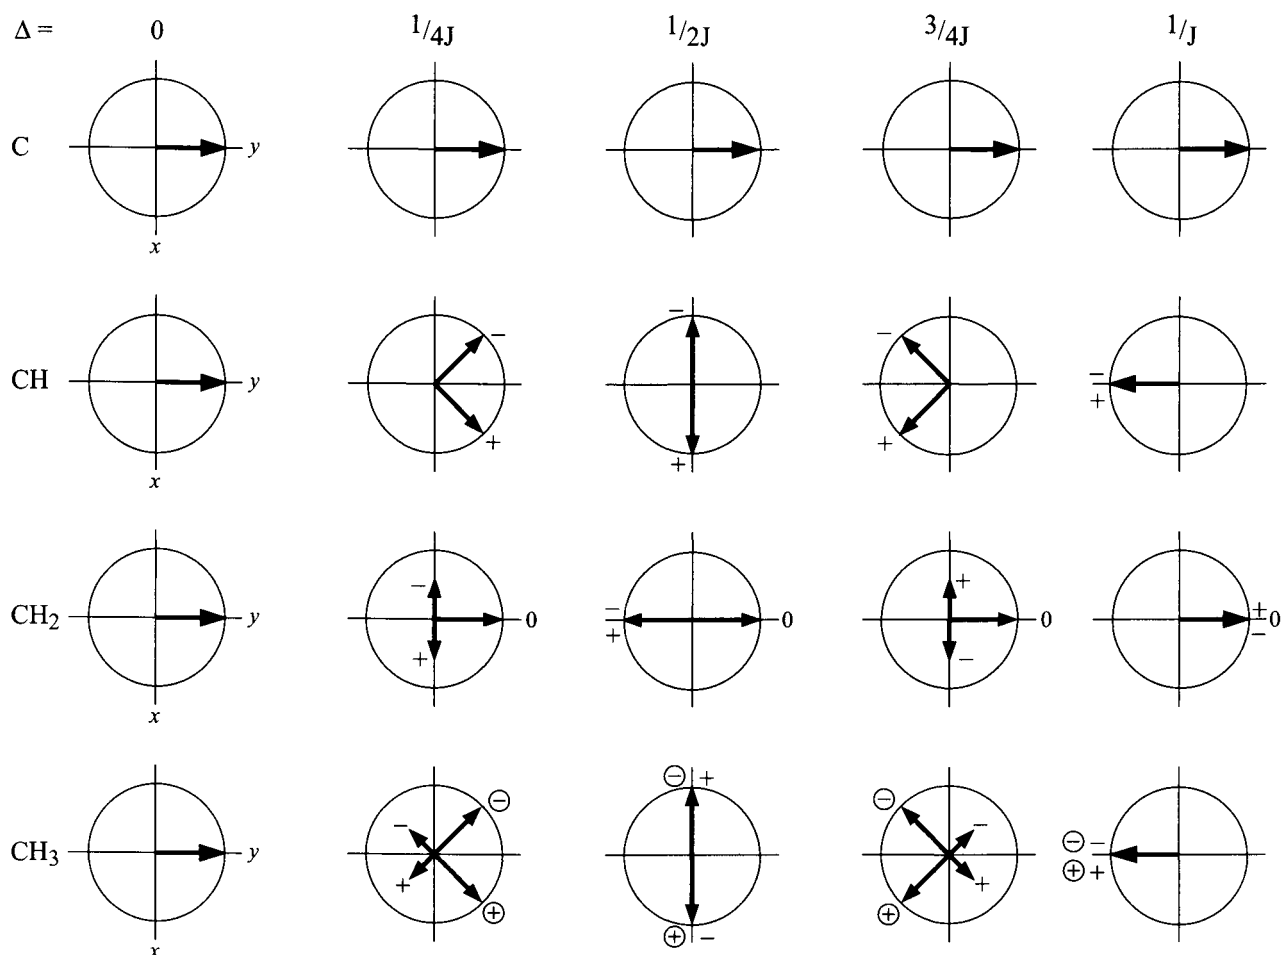 Δ = 0 1/4J 1/2J 3/4J 1/J
C y
x
CH y − + − + − + − +
x
CH2 y − + 0 − + 0 + − 0 ± − 0
x
CH3 y − ⊖ + ⊕ ⊖ + ⊕ − ⊖ − ⊕ + ⊖ − ⊕ +
x